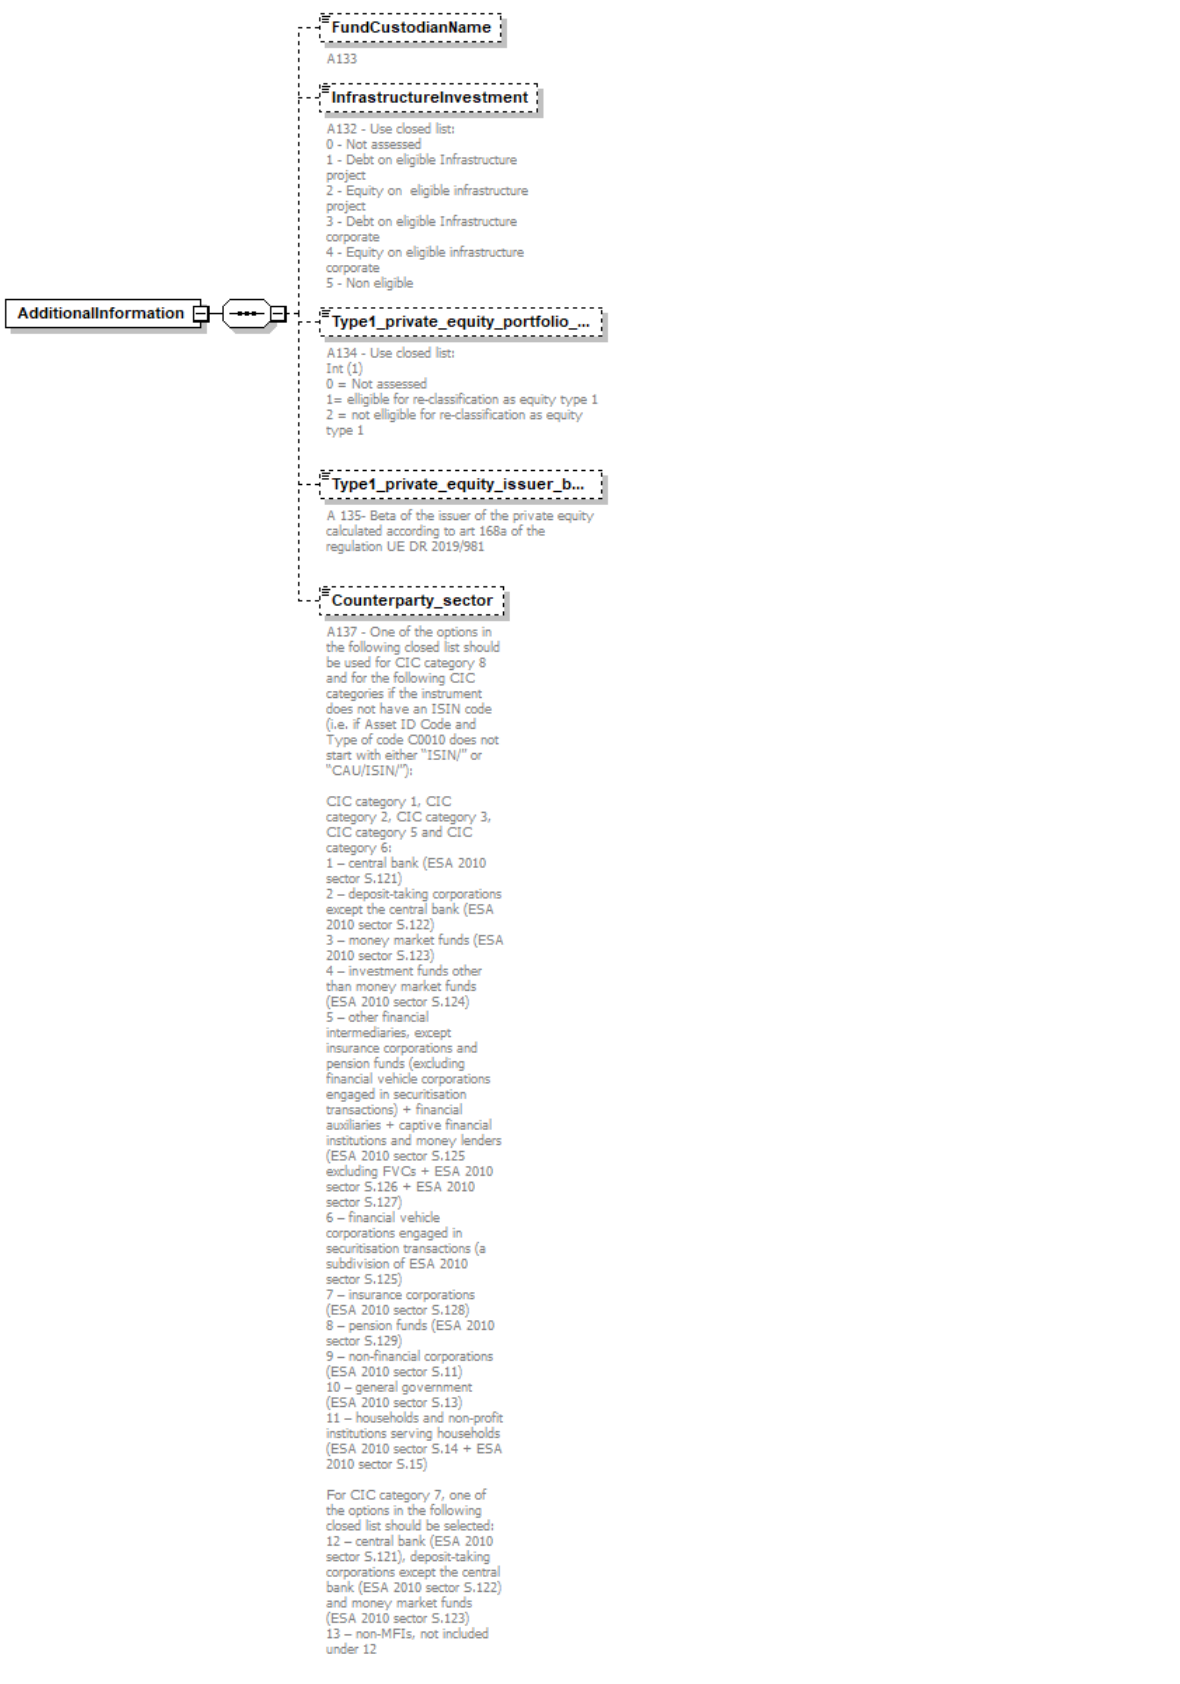 FundCustodianName
A133
InfrastructureInvestment
A132 - Use closed list:
0 - Not assessed
1 - Debt on eligible Infrastructure
project
2 - Equity on  eligible infrastructure
project
3 - Debt on eligible Infrastructure
corporate
4 - Equity on eligible infrastructure
corporate
5 - Non eligible
AdditionalInformation
Type1_private_equity_portfolio_...
A134 - Use closed list:
Int (1)
0 = Not assessed
1= elligible for re-classification as equity type 1
2 = not elligible for re-classification as equity
type 1
Type1_private_equity_issuer_b...
A 135- Beta of the issuer of the private equity
calculated according to art 168a of the
regulation UE DR 2019/981
Counterparty_sector
A137 - One of the options in
the following closed list should
be used for CIC category 8
and for the following CIC
categories if the instrument
does not have an ISIN code
(i.e. if Asset ID Code and
Type of code C0010 does not
start with either “ISIN/” or
“CAU/ISIN/”):
CIC category 1, CIC
category 2, CIC category 3,
CIC category 5 and CIC
category 6:
1 – central bank (ESA 2010
sector S.121)
2 – deposit-taking corporations
except the central bank (ESA
2010 sector S.122)
3 – money market funds (ESA
2010 sector S.123)
4 – investment funds other
than money market funds
(ESA 2010 sector S.124)
5 – other financial
intermediaries, except
insurance corporations and
pension funds (excluding
financial vehicle corporations
engaged in securitisation
transactions) + financial
auxiliaries + captive financial
institutions and money lenders
(ESA 2010 sector S.125
excluding FVCs + ESA 2010
sector S.126 + ESA 2010
sector S.127)
6 – financial vehicle
corporations engaged in
securitisation transactions (a
subdivision of ESA 2010
sector S.125)
7 – insurance corporations
(ESA 2010 sector S.128)
8 – pension funds (ESA 2010
sector S.129)
9 – non-financial corporations
(ESA 2010 sector S.11)
10 – general government
(ESA 2010 sector S.13)
11 – households and non-profit
institutions serving households
(ESA 2010 sector S.14 + ESA
2010 sector S.15)
For CIC category 7, one of
the options in the following
closed list should be selected:
12 – central bank (ESA 2010
sector S.121), deposit-taking
corporations except the central
bank (ESA 2010 sector S.122)
and money market funds
(ESA 2010 sector S.123)
13 – non-MFIs, not included
under 12